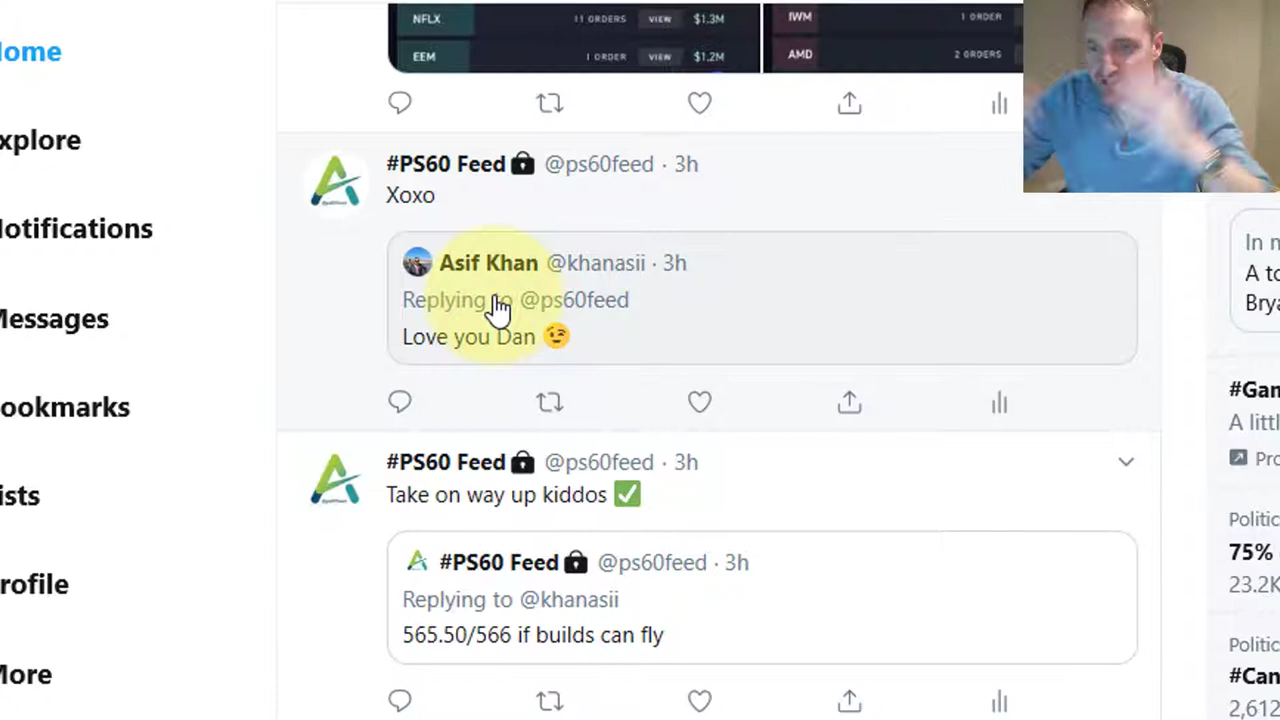 NFLX 11 ORDERS VIEW $1.3M IWM 1 ORDER
EEM 1 ORDER VIEW $1.2M AMD 2 ORDERS
ome
xplore
otifications
Messages
ookmarks
ists
rofile
More
#PS60 Feed @ps60feed · 3h
Xoxo
Asif Khan @khanasii · 3h
Replying to @ps60feed
Love you Dan 😉
#PS60 Feed @ps60feed · 3h
Take on way up kiddos ✅
#PS60 Feed @ps60feed · 3h
Replying to @khanasii
565.50/566 if builds can fly
In n
A to
Bry
#Gan
A littl
Pro
Politic
75%
23.2K
Politic
#Can
2,612